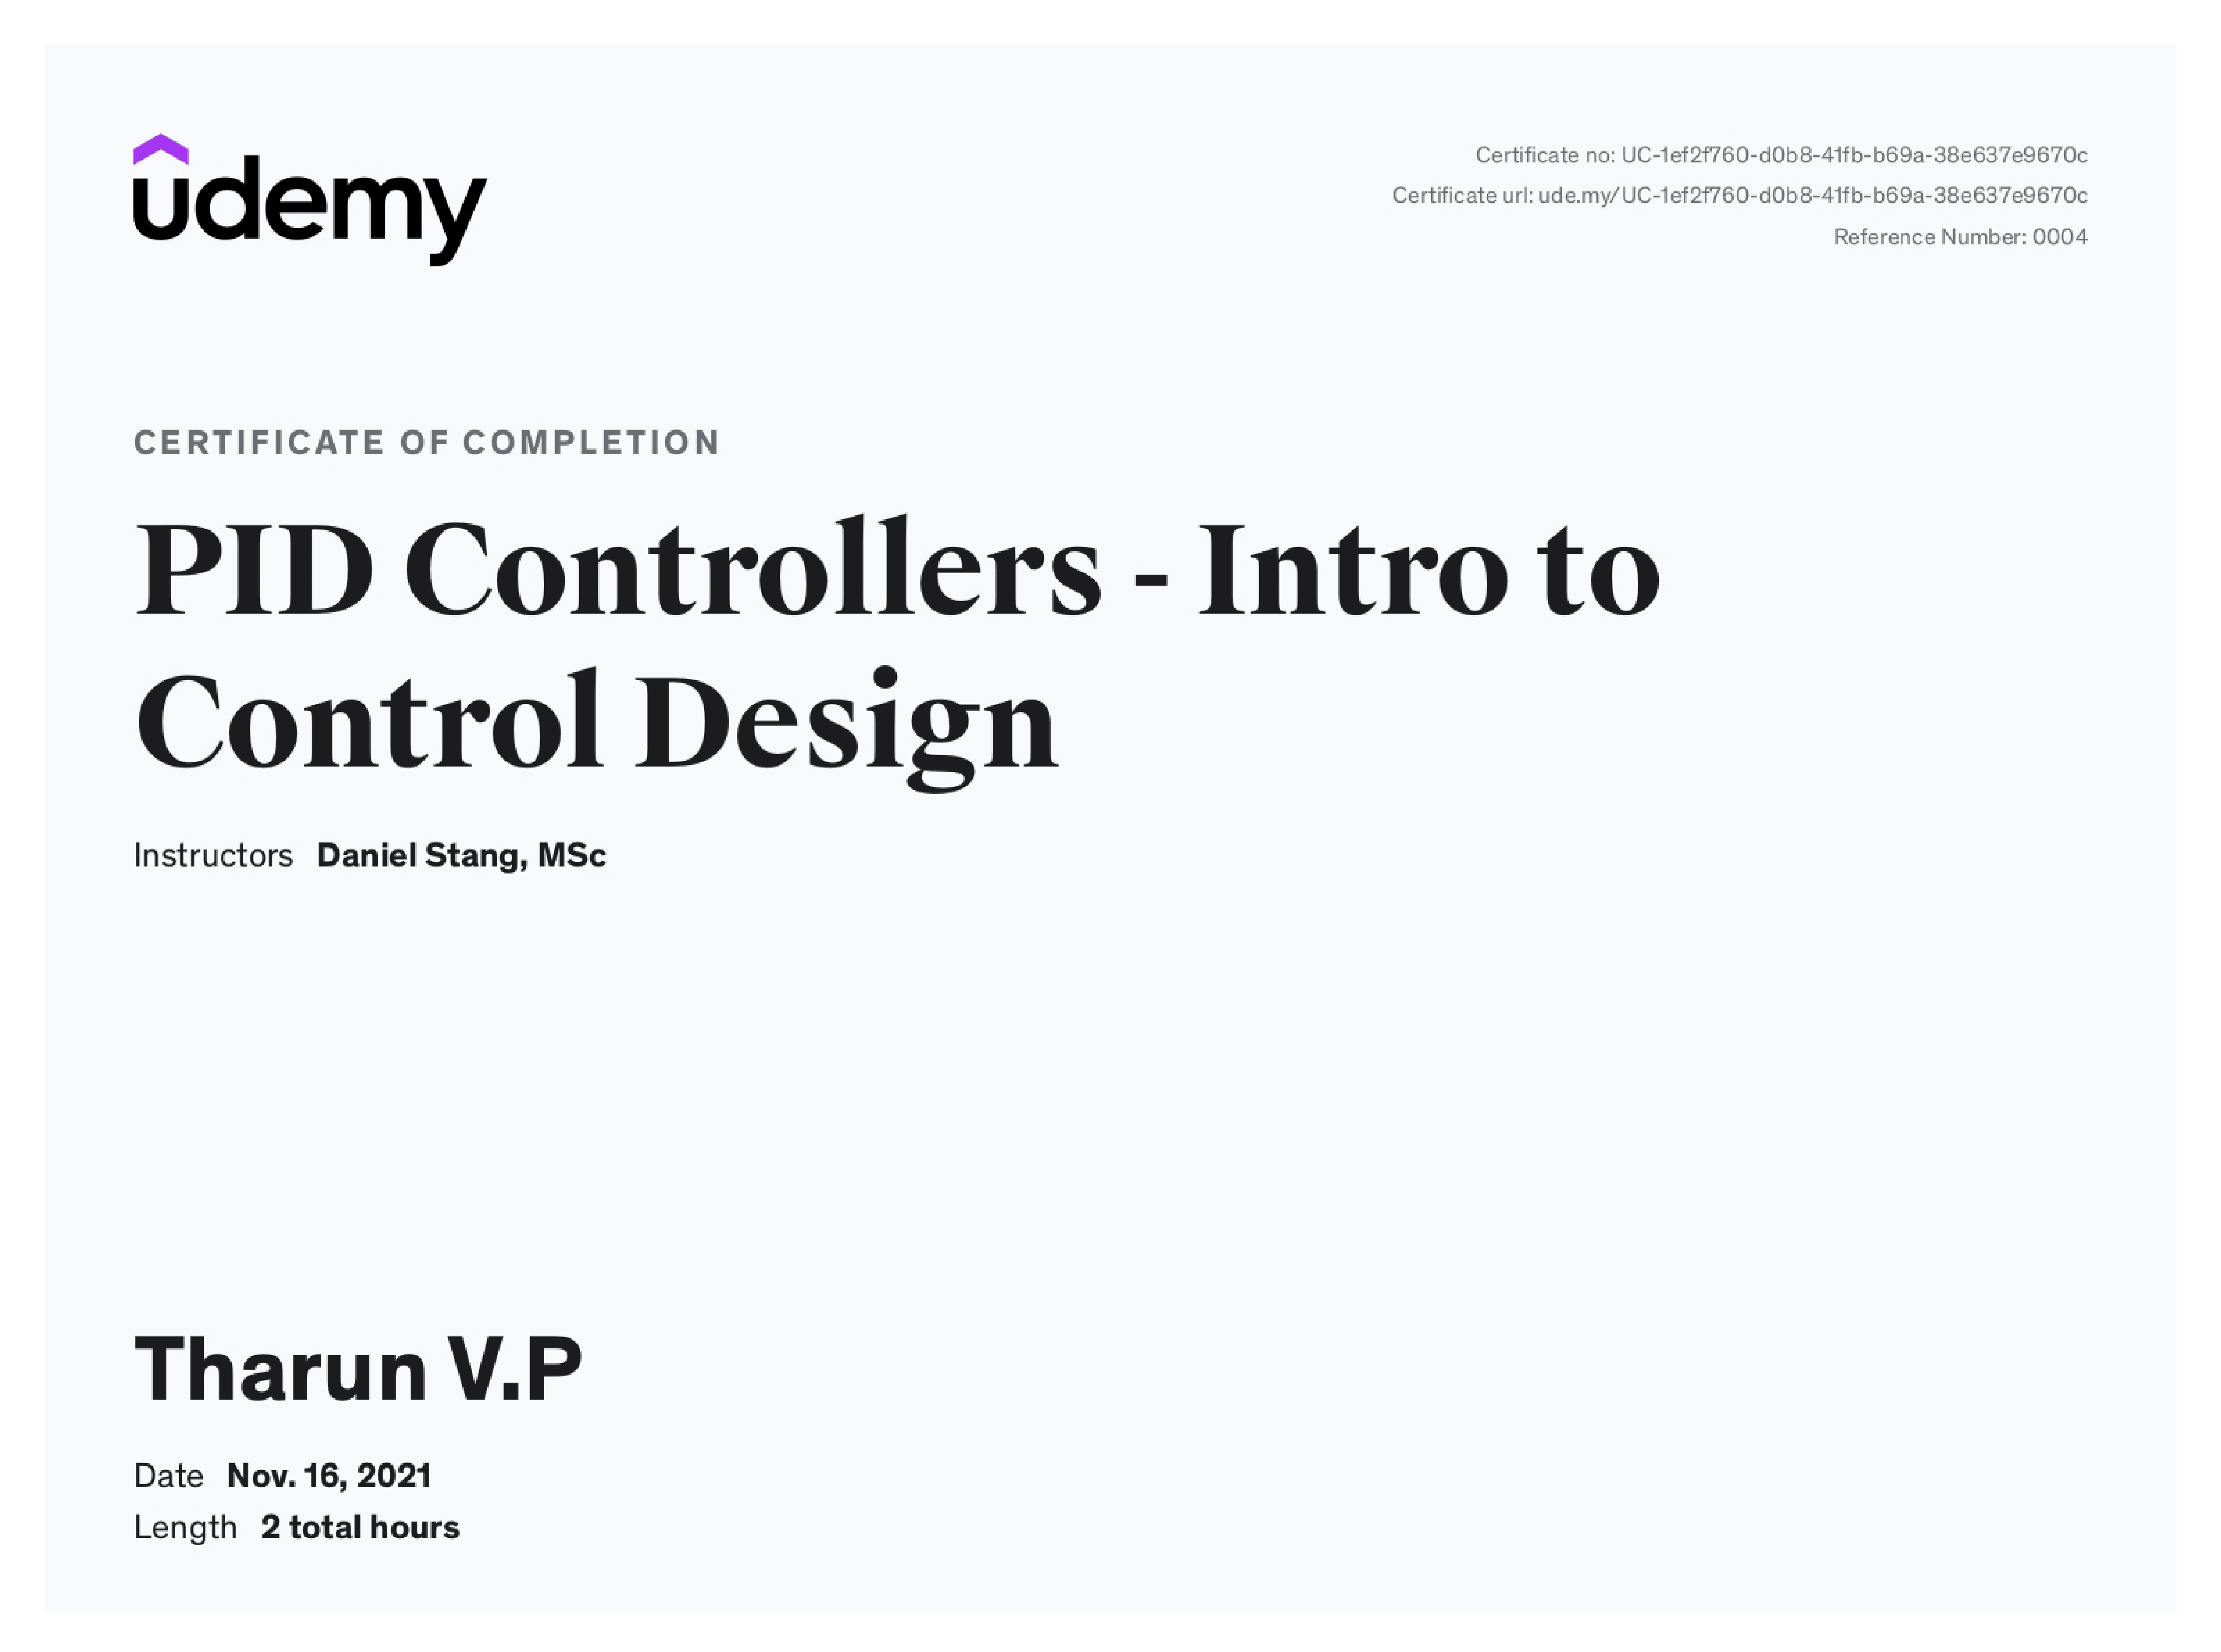 udemy
Certificate no: UC-1ef2f760-d0b8-41fb-b69a-38e637e9670c
Certificate url: ude.my/UC-1ef2f760-d0b8-41fb-b69a-38e637e9670c
Reference Number: 0004
CERTIFICATE OF COMPLETION
PID Controllers - Intro to
Control Design
Instructors Daniel Stang, MSc
Tharun V.P
Date Nov. 16, 2021
Length 2 total hours